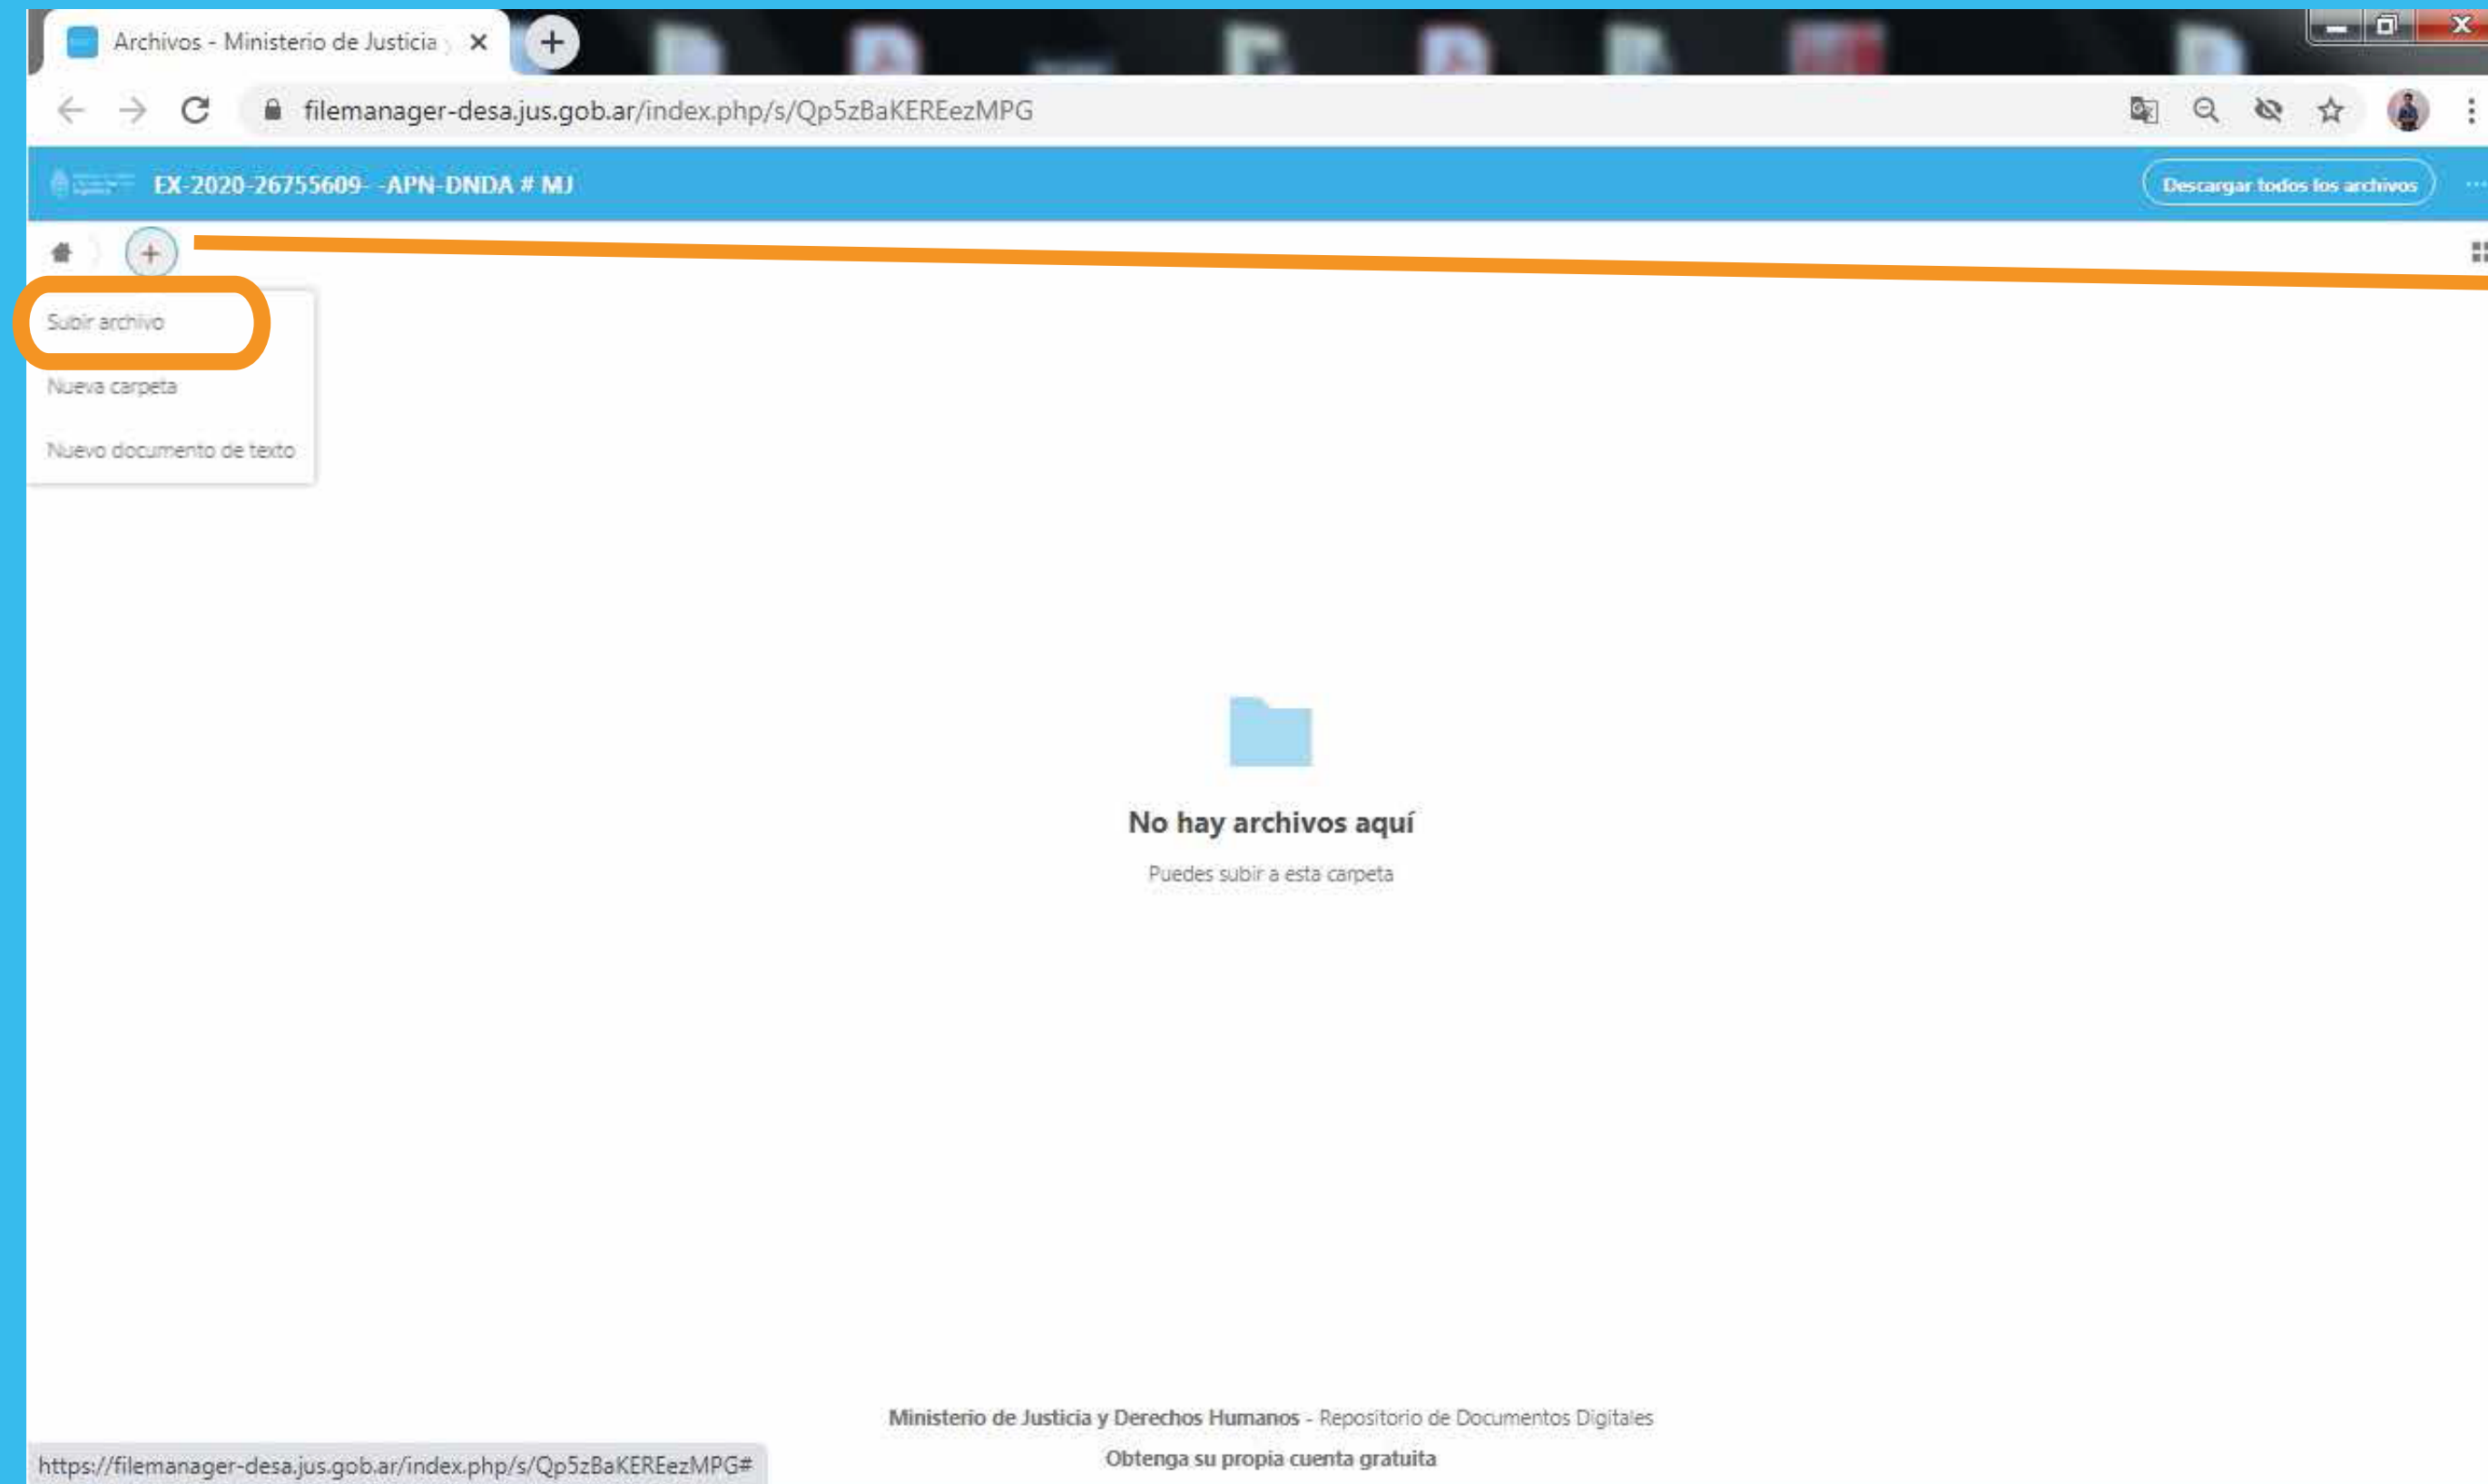 Archivos - Ministerio de Justicia y
filemanager-desa.jus.gob.ar/index.php/s/Qp5zBaKEREezMPG
EX-2020-26755609- -APN-DNDA # MJ
Descargar todos los archivos
Subir archivo
Nueva carpeta
Nuevo documento de texto
No hay archivos aquí
Puedes subir a esta carpeta
Ministerio de Justicia y Derechos Humanos - Repositorio de Documentos Digitales
Obtenga su propia cuenta gratuita
https://filemanager-desa.jus.gob.ar/index.php/s/Qp5zBaKEREezMPG#